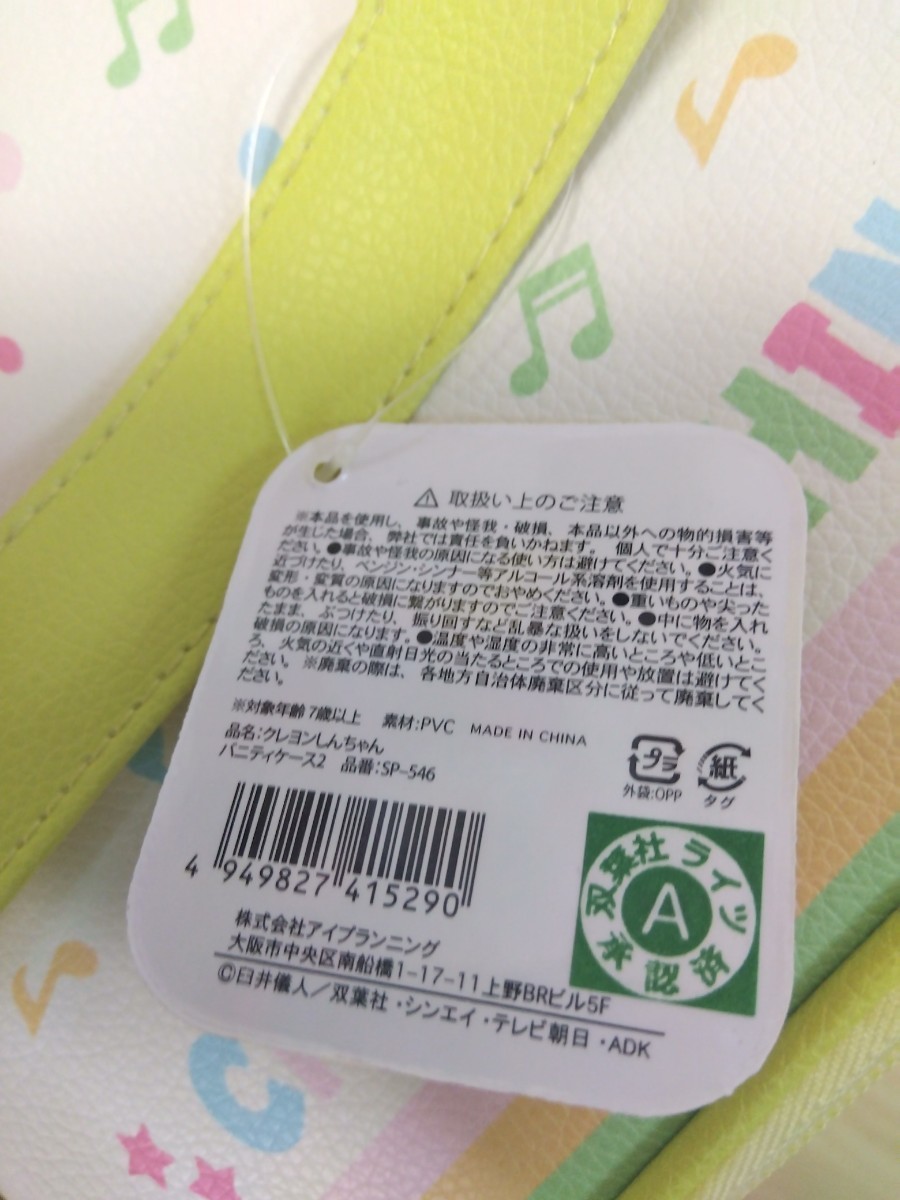 ⚠ 取扱い上のご注意
※本品を使用し、事故や怪我・破損、本品以外への物的損害等
が生じた場合、弊社では責任を負いかねます。 個人で十分ご注意く
ださい。●事故や怪我の原因になる使い方は避けてください。●火気に
近づけたり、ベンジン・シンナー等アルコール系溶剤を使用することは、
変形・変質の原因になりますのでおやめください。●重いものや尖った
ものを入れると破損に繋がりますのでご注意ください。●中に物を入れ
たまま、ぶつけたり、振り回すなど乱暴な扱いをしないでください。
破損の原因になります。●温度や湿度の非常に高いところや低いとこ
ろ、火気の近くや直射日光の当たるところでの使用や放置は避けてく
ださい。※廃棄の際は、各地方自治体廃棄区分に従って廃棄してく
ださい。
※対象年齢 7歳以上 素材:PVC MADE IN CHINA
品名:クレヨンしんちゃん
バニティケース2 品番:SP-546
プラ
外袋:OPP
紙
タグ
4 949827 415290
双葉社 ライツ
A
承認済
株式会社アイプランニング
大阪市中央区南船橋1-17-11上野BRビル5F
©臼井儀人/双葉社・シンエイ・テレビ朝日・ADK